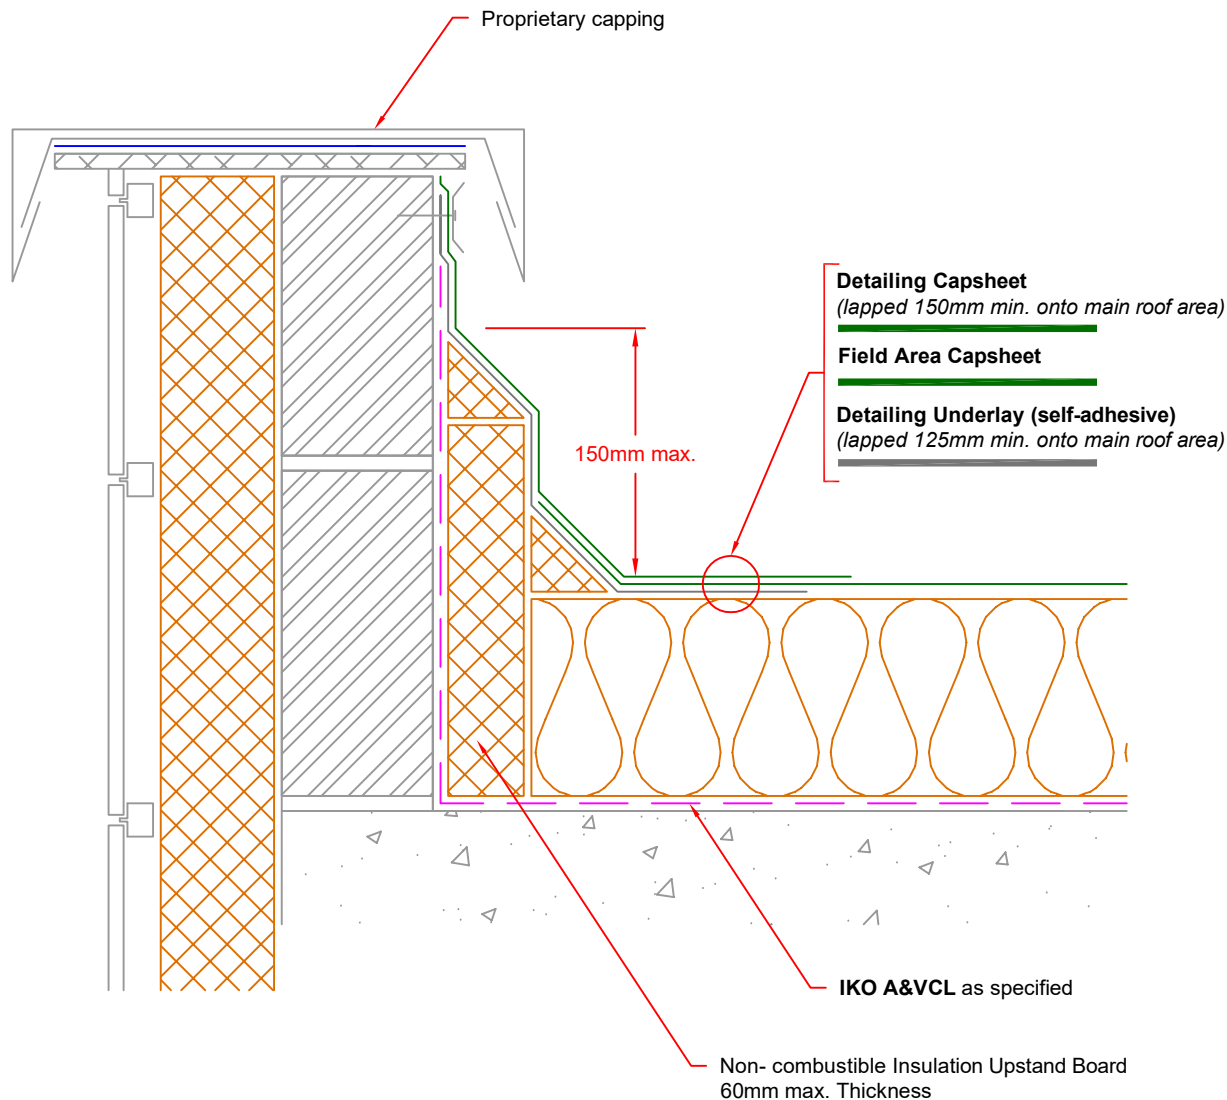 Proprietary capping
Detailing Capsheet
(lapped 150mm min. onto main roof area)
Field Area Capsheet
Detailing Underlay (self-adhesive)
(lapped 125mm min. onto main roof area)
150mm max.
IKO A&VCL as specified
Non- combustible Insulation Upstand Board
60mm max. Thickness